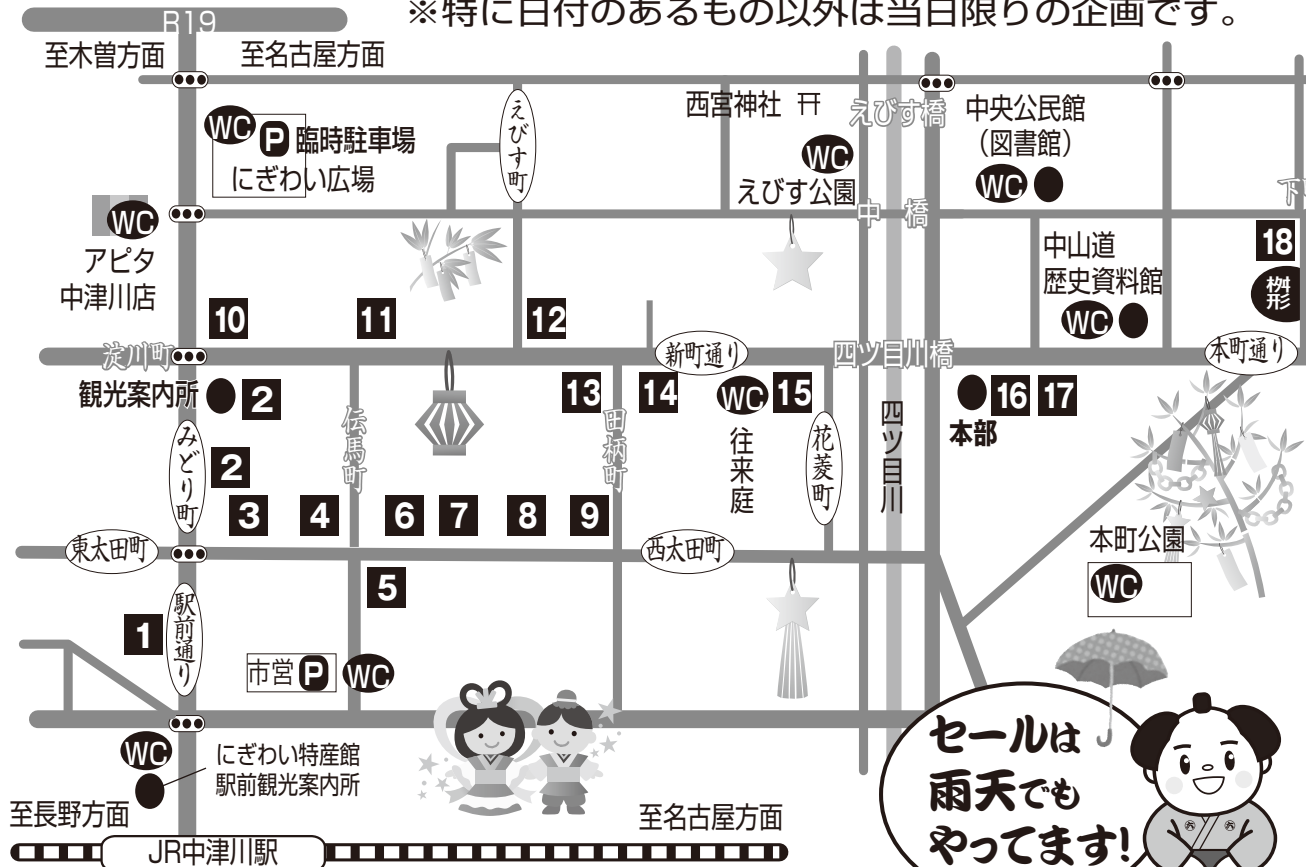 ※特に日付のあるもの以外は当日限りの企画です。
R19
至木曽方面
至名古屋方面
WC
P 臨時駐車場
にぎわい広場
えびす町
西宮神社
えびす橋
WC
えびす公園
中央公民館
(図書館)
WC
中橋
下
WC
アピタ
中津川店
中山道
歴史資料館
WC
18
桝形
10
11
12
淀川町
新町通り
四ツ目川橋
本町通り
観光案内所
2
伝馬町
13
田柄町
14
WC
15
往来庭
花菱町
四ツ目川
16
17
本部
みどり町
2
3
4
6
7
8
9
東太田町
西太田町
本町公園
WC
5
1
駅前通り
市営 P
WC
WC
にぎわい特産館
駅前観光案内所
至長野方面
至名古屋方面
JR中津川駅
セールは
雨天でも
やってます!